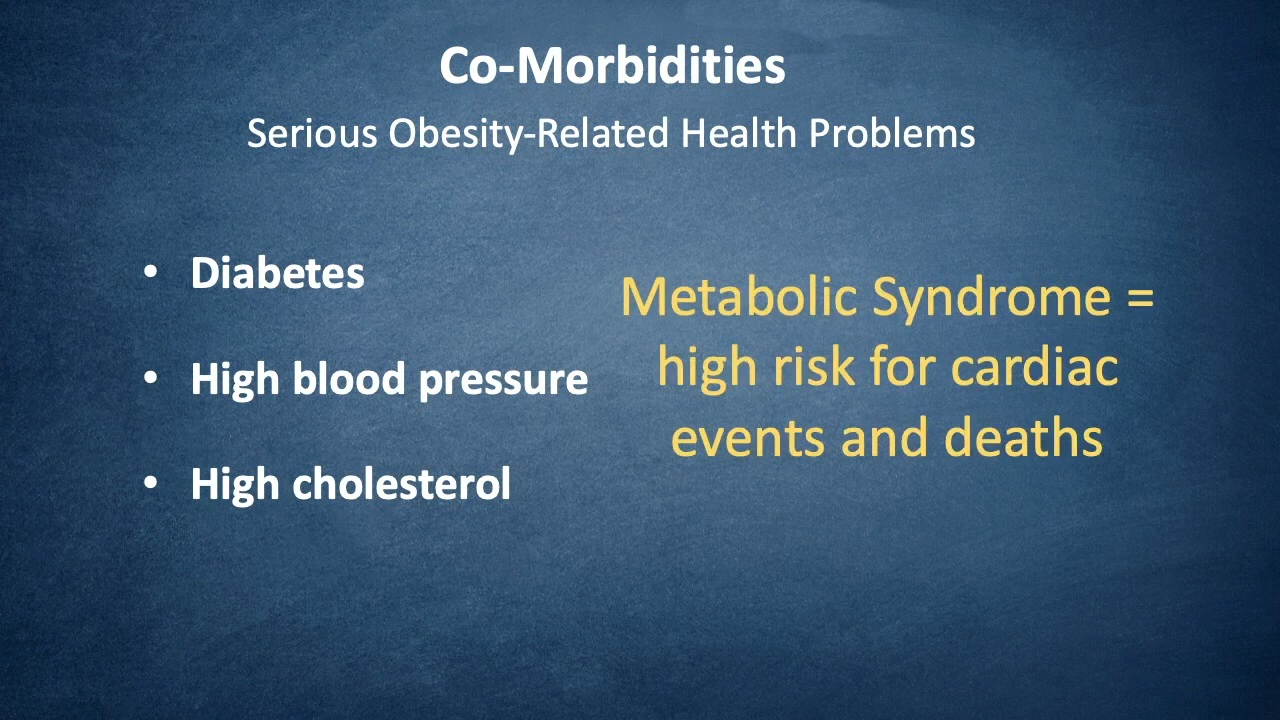 Co-Morbidities
Serious Obesity-Related Health Problems
• Diabetes
• High blood pressure
• High cholesterol
Metabolic Syndrome =
high risk for cardiac
events and deaths